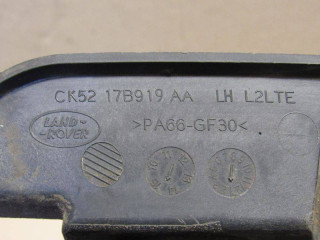 CK52 17B919 AA LH L2LTE
LAND-
-ROVER
>PA66-GF30<